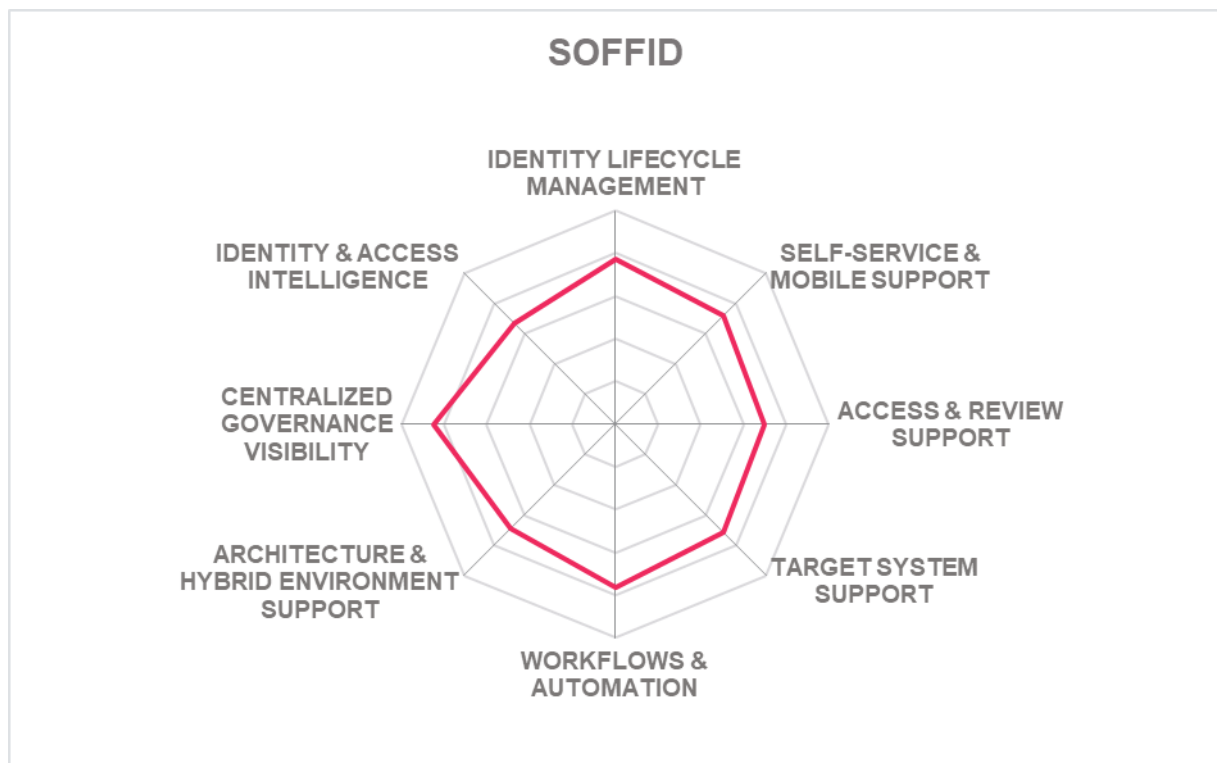 SOFFID
IDENTITY LIFECYCLE
MANAGEMENT
IDENTITY & ACCESS
INTELLIGENCE
SELF-SERVICE &
MOBILE SUPPORT
CENTRALIZED
GOVERNANCE
VISIBILITY
ACCESS & REVIEW
SUPPORT
ARCHITECTURE &
HYBRID ENVIRONMENT
SUPPORT
TARGET SYSTEM
SUPPORT
WORKFLOWS &
AUTOMATION